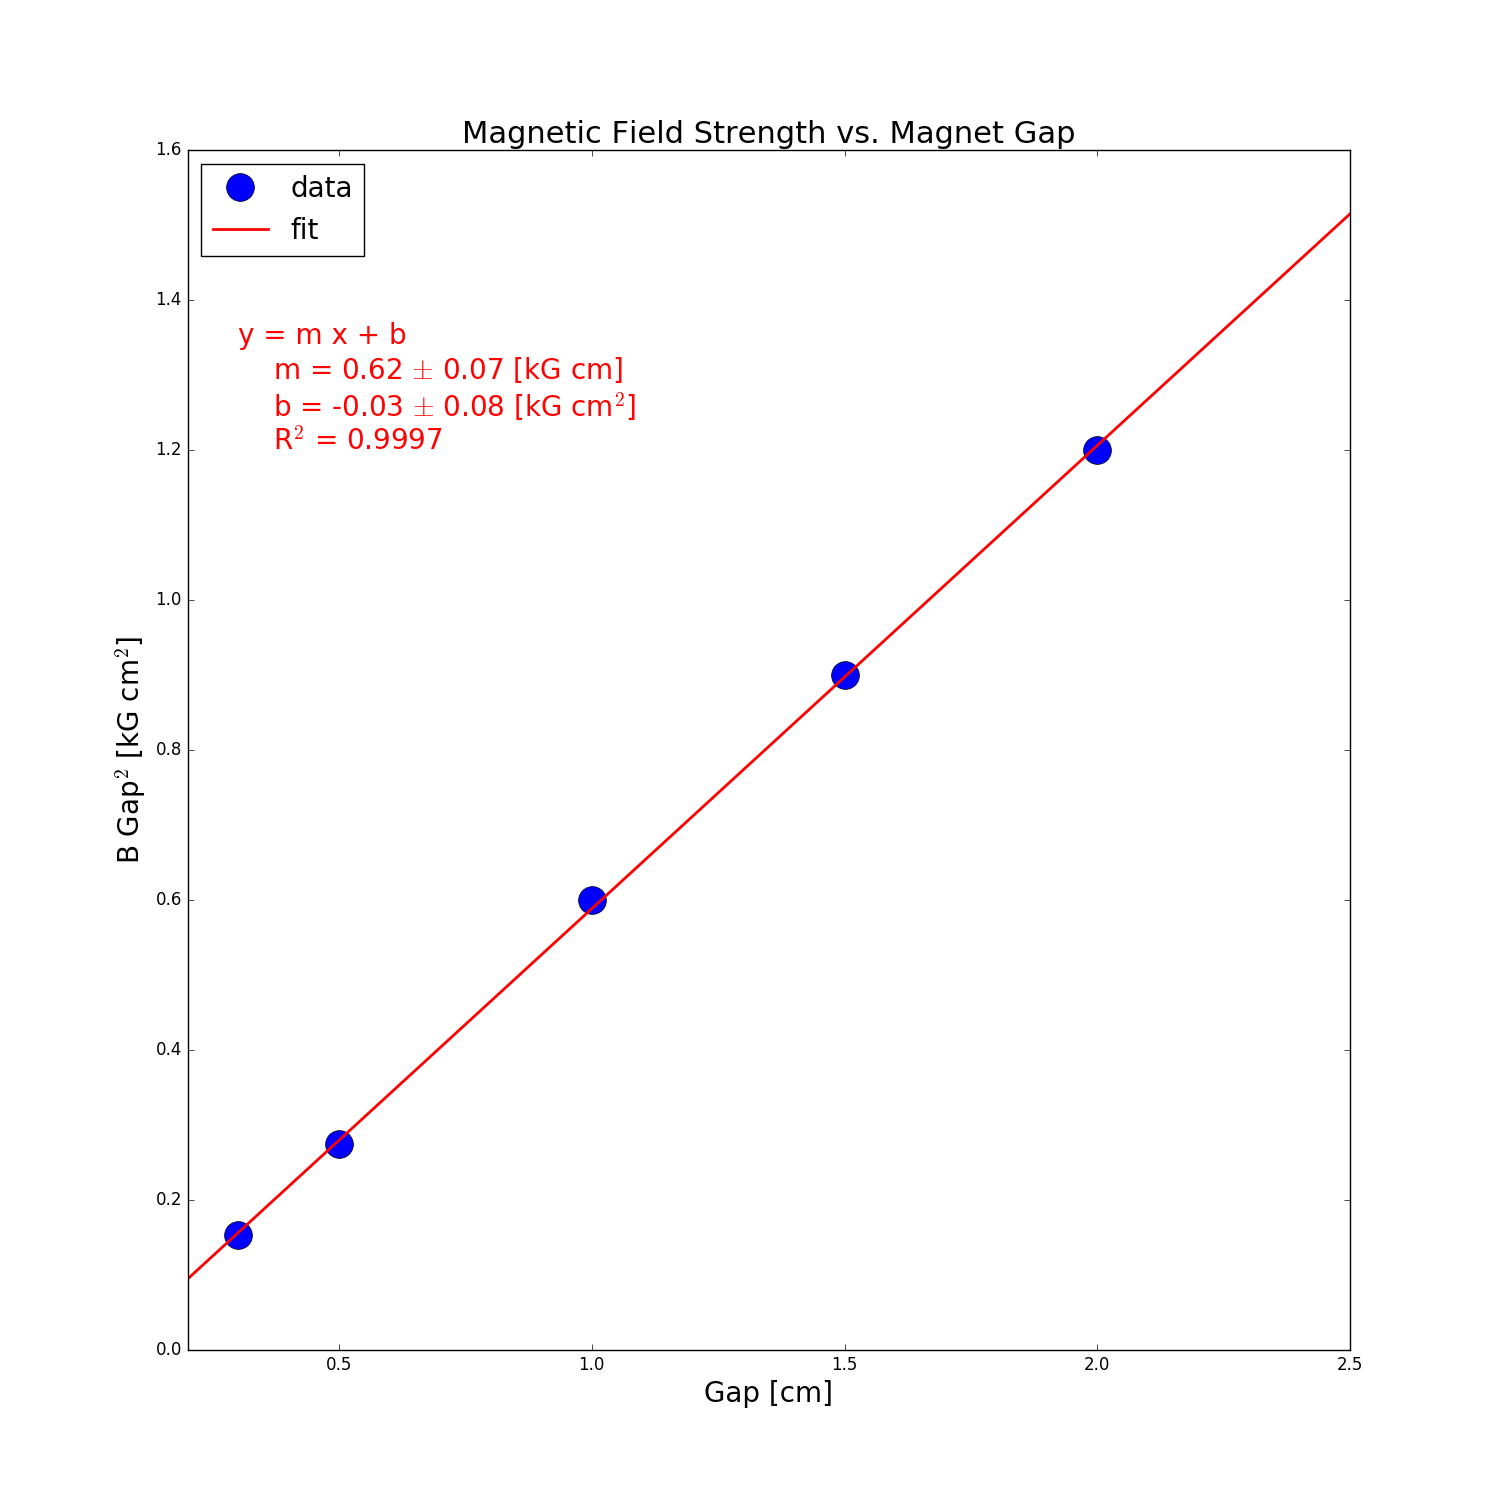 Magnetic Field Strength vs. Magnet Gap
data
fit
y = m x + b
m = 0.62 ± 0.07 [kG cm]
b = -0.03 ± 0.08 [kG cm²]
R² = 0.9997
B Gap² [kG cm²]
1.6
1.4
1.2
1.0
0.8
0.6
0.4
0.2
0.0
0.5 1.0 1.5 2.0 2.5
Gap [cm]